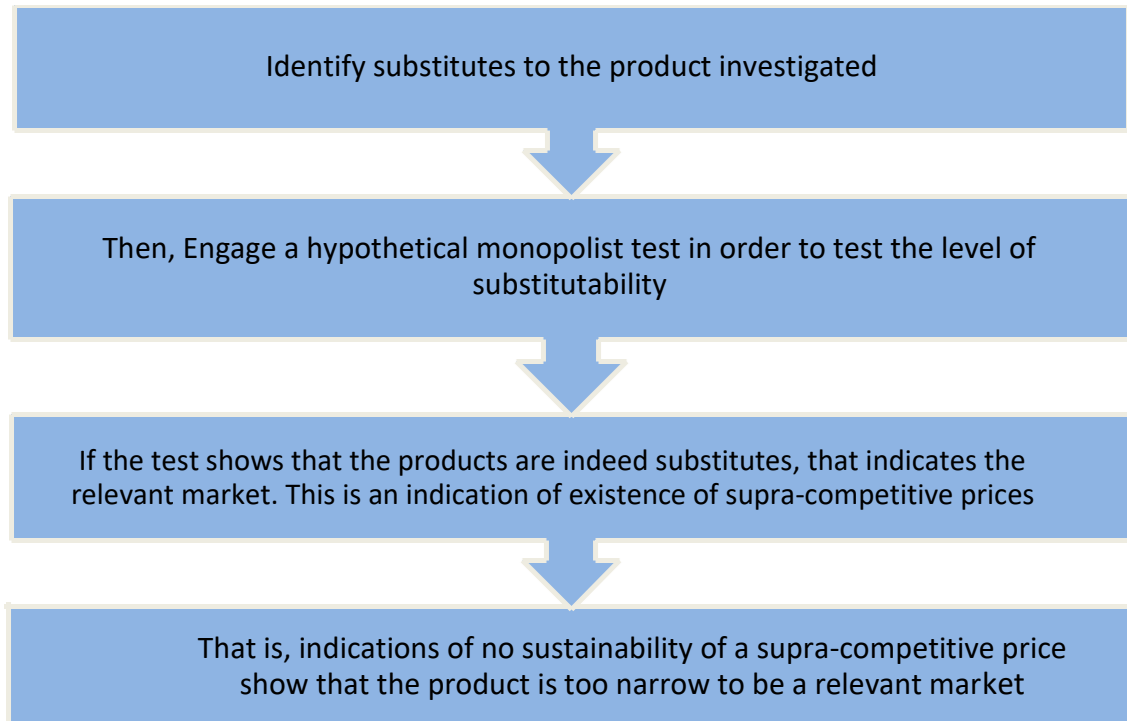 Identify substitutes to the product investigated
Then, Engage a hypothetical monopolist test in order to test the level of
substitutability
If the test shows that the products are indeed substitutes, that indicates the
relevant market. This is an indication of existence of supra-competitive prices
That is, indications of no sustainability of a supra-competitive price
show that the product is too narrow to be a relevant market